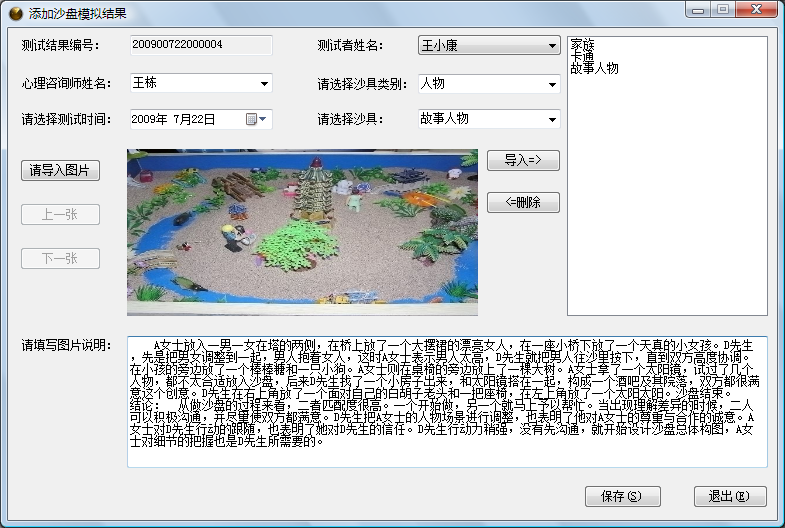 添加沙盘模拟结果
测试结果编号： 200900722000004 测试者姓名： 王小康
心理咨询师姓名： 王栋 请选择沙具类别： 人物
请选择测试时间： 2009年 7月22日 请选择沙具： 故事人物
家族
卡通
故事人物
请导入图片
上一张
下一张
导入=>
<=删除
请填写图片说明：
A女士放入一男一女在塔的两侧，在桥上放了一个大摆裙的漂亮女人，在一座小桥下放了一个天真的小女孩。D先生
，先是把男女调整到一起，男人抱着女人，这时A女士表示男人太高，D先生就把男人往沙里按下，直到双方高度协调。
在小孩的旁边放了一个棒棒糖和一只小狗。A女士则在桌椅的旁边放上了一棵大树。A女士拿了一个太阳镜，试过了几个
人物，都不太合适放入沙盘，后来D先生找了一个小房子出来，和太阳镜搭在一起，构成一个酒吧及其院落，双方都很满
意这个创意。D先生在右上角放了一个面对自己的白胡子老头和一把座椅，在左上角放了一个太阳太阳。沙盘结束。
结论： 从做沙盘的过程来看，二者匹配度很高。一个开始做，另一个就马上予以帮忙。当出现理解差异的时候，二人
可以积极沟通，并尽量使双方都满意。D先生把A女士的人物场景进行调整，也表明了他对A女士的尊重与合作的诚意。A女
士对D先生行动的跟随，也表明了她对D先生的信任。D先生行动力稍强，没有先沟通，就开始设计沙盘总体构图，A女
士对细节的把握也是D先生所需要的。
保存(S)
退出(E)